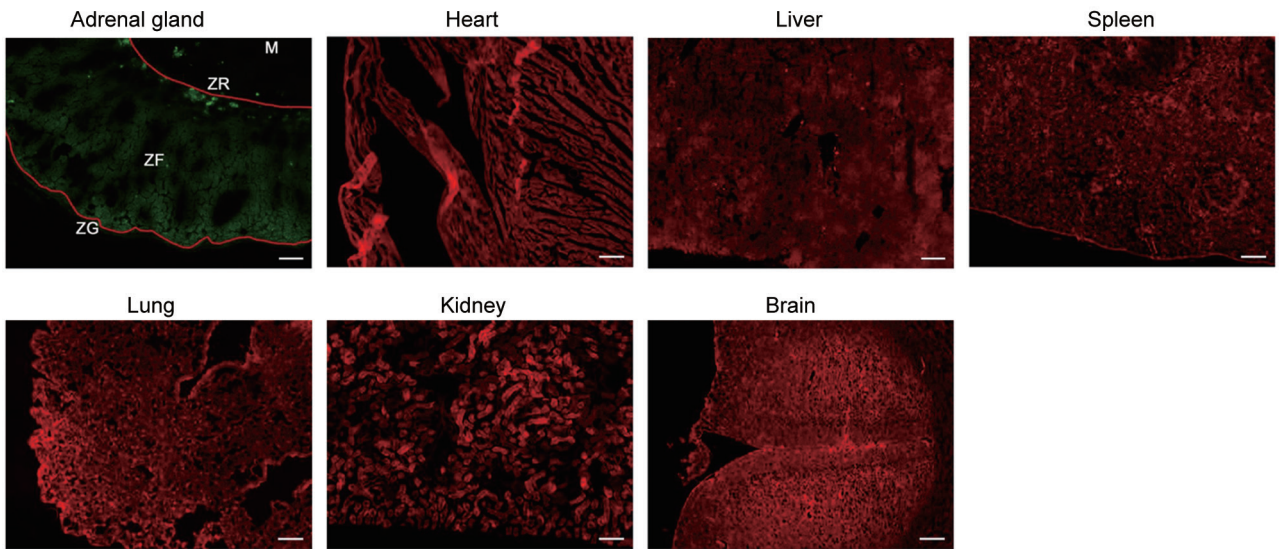 Adrenal gland
Heart
Liver
Spleen
M
ZR
ZF
ZG
Lung
Kidney
Brain